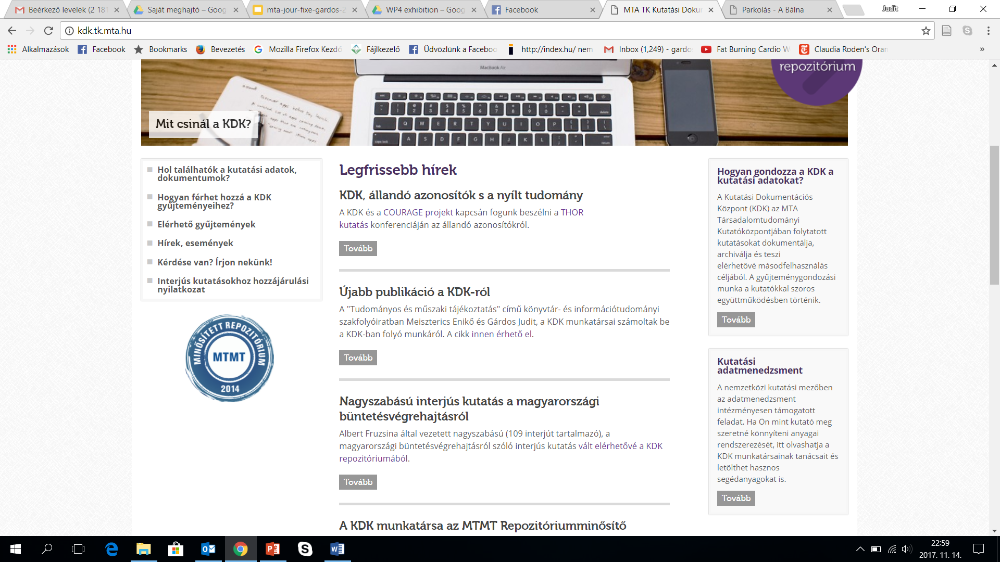 Beérkező levelek (2 181
Saját meghajtó – Goog
mta-jour-fixe-gardos-2
WP4 exhibition – Goog
Facebook
MTA TK Kutatási Doku
Parkolás - A Bálna
Judit
kdk.tk.mta.hu
Alkalmazások
Facebook
Bookmarks
Bevezetés
Mozilla Firefox Kezdő
Fájlkezelő
Üdvözlünk a Faceboo
http://index.hu/ nem
Inbox (1,249) - gardo
Fat Burning Cardio W
Claudia Roden's Oran
»
MacBook Air
repozitórium
Mit csinál a KDK?
Hol találhatók a kutatási adatok,
dokumentumok?
Hogyan férhet hozzá a KDK
gyűjteményeihez?
Elérhető gyűjtemények
Hírek, események
Kérdése van? Írjon nekünk!
Interjús kutatásokhoz hozzájárulási
nyilatkozat
MINŐSÍTETT REPOZITÓRIUM
MTMT
2014
Legfrissebb hírek
KDK, állandó azonosítók s a nyílt tudomány
A KDK és a COURAGE projekt kapcsán fogunk beszélni a THOR
kutatás konferenciáján az állandó azonosítókról.
Tovább
Újabb publikáció a KDK-ról
A "Tudományos és műszaki tájékoztatás" című könyvtár- és információtudományi
szakfolyóiratban Meiszterics Enikő és Gárdos Judit, a KDK munkatársai számoltak be
a KDK-ban folyó munkáról. A cikk innen érhető el.
Tovább
Nagyszabású interjús kutatás a magyarországi
büntetésvégrehajtásról
Albert Fruzsina által vezetett nagyszabású (109 interjút tartalmazó), a
magyarországi büntetésvégrehajtásról szóló interjús kutatás vált elérhetővé a KDK
repozitóriumából.
Tovább
A KDK munkatársa az MTMT Repozitóriumminősítő
Hogyan gondozza a KDK a
kutatási adatokat?
A Kutatási Dokumentációs
Központ (KDK) az MTA
Társadalomtudományi
Kutatóközpontjában folytatott
kutatásokat dokumentálja,
archiválja és teszi
elérhetővé másodfelhasználás
céljából. A gyűjteménygondozási
munka a kutatókkal szoros
együttműködésben történik.
Tovább
Kutatási
adatmenedzsment
A nemzetközi kutatási mezőben
az adatmenedzsment
intézményesen támogatott
feladat. Ha Ön mint kutató meg
szeretné könnyíteni anyagai
rendszerezését, itt olvashatja a
KDK munkatársainak tanácsait és
letölthet hasznos
segédanyagokat is.
Tovább
22:59
2017. 11. 14.